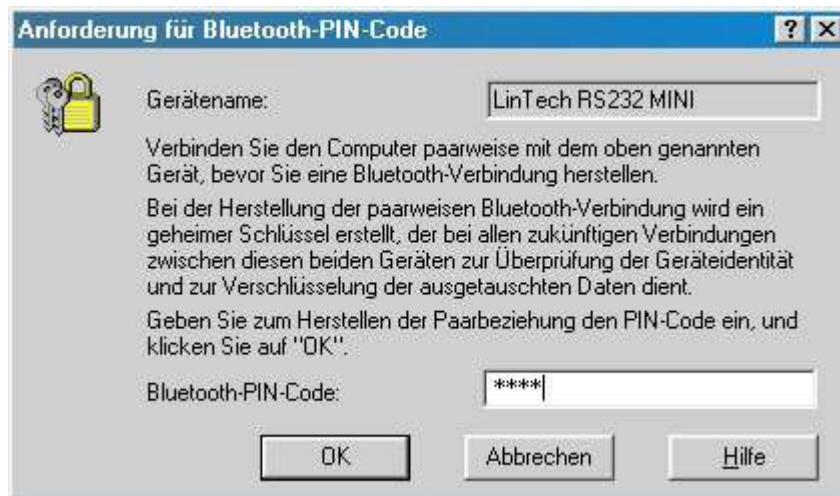 Anforderung für Bluetooth-PIN-Code
Gerätename: LinTech RS232 MINI
Verbinden Sie den Computer paarweise mit dem oben genannten
Gerät, bevor Sie eine Bluetooth-Verbindung herstellen.
Bei der Herstellung der paarweisen Bluetooth-Verbindung wird ein
geheimer Schlüssel erstellt, der bei allen zukünftigen Verbindungen
zwischen diesen beiden Geräten zur Überprüfung der Geräteidentität
und zur Verschlüsselung der ausgetauschten Daten dient.
Geben Sie zum Herstellen der Paarbeziehung den PIN-Code ein, und
klicken Sie auf "OK".
Bluetooth-PIN-Code: ****
OK Abbrechen Hilfe